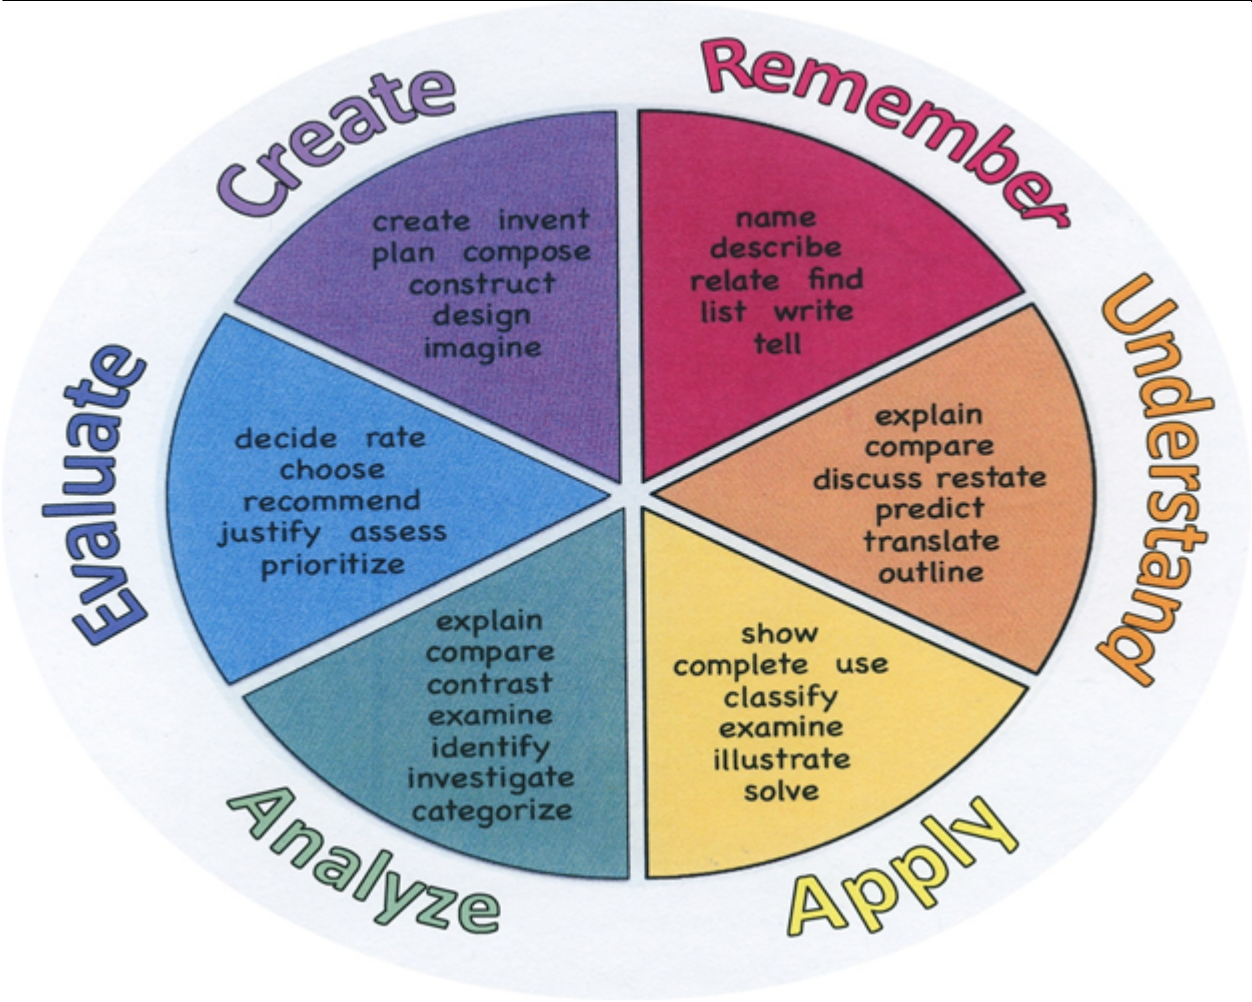 Remember
name
describe
relate find
list write
tell
Understand
explain
compare
discuss restate
predict
translate
outline
Apply
show
complete use
classify
examine
illustrate
solve
Analyze
explain
compare
contrast
examine
identify
investigate
categorize
Evaluate
decide rate
choose
recommend
justify assess
prioritize
Create
create invent
plan compose
construct
design
imagine